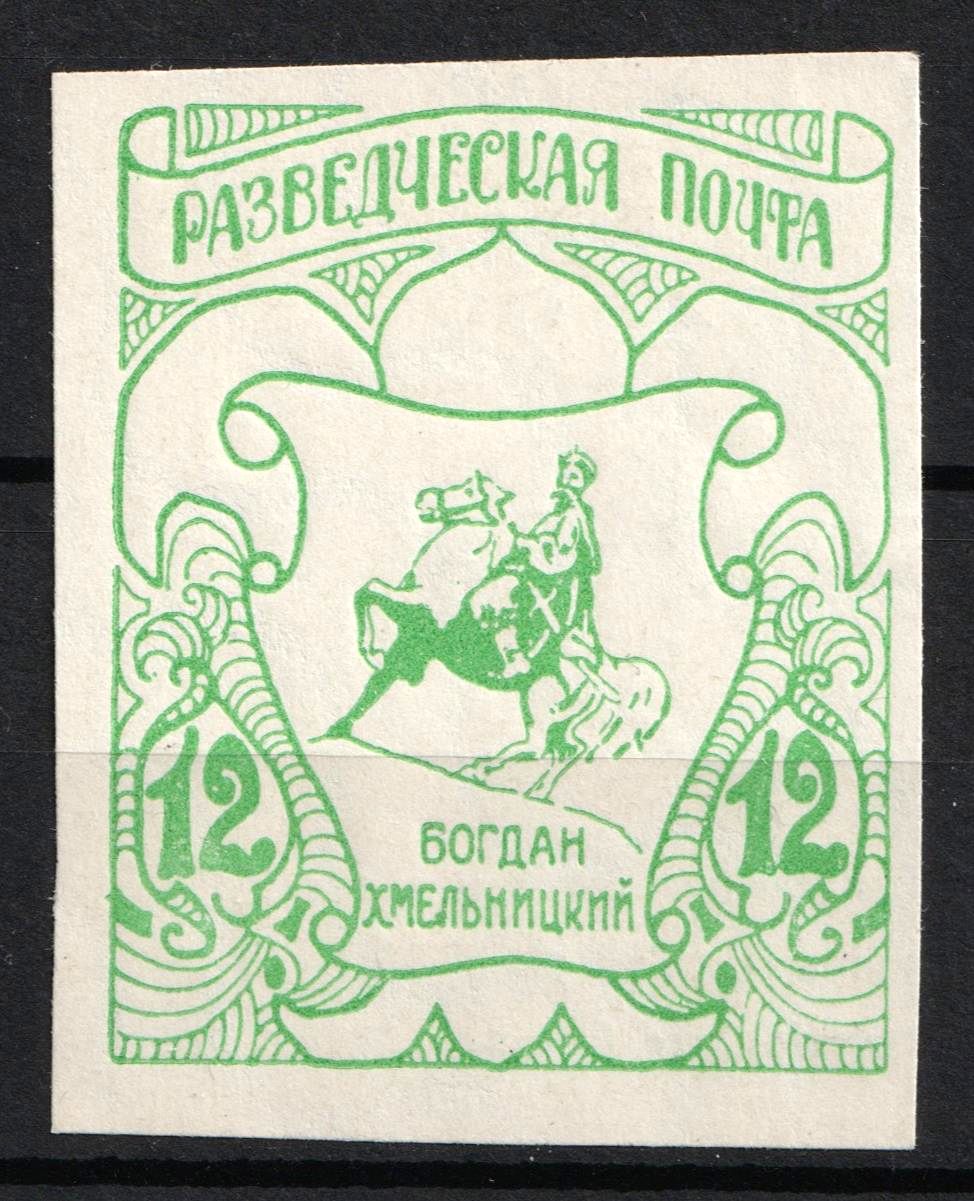 РАЗВЕДЧЕСКАЯ ПОЧТА
12 12
БОГДАН
ХМЕЛЬНИЦКИЙ